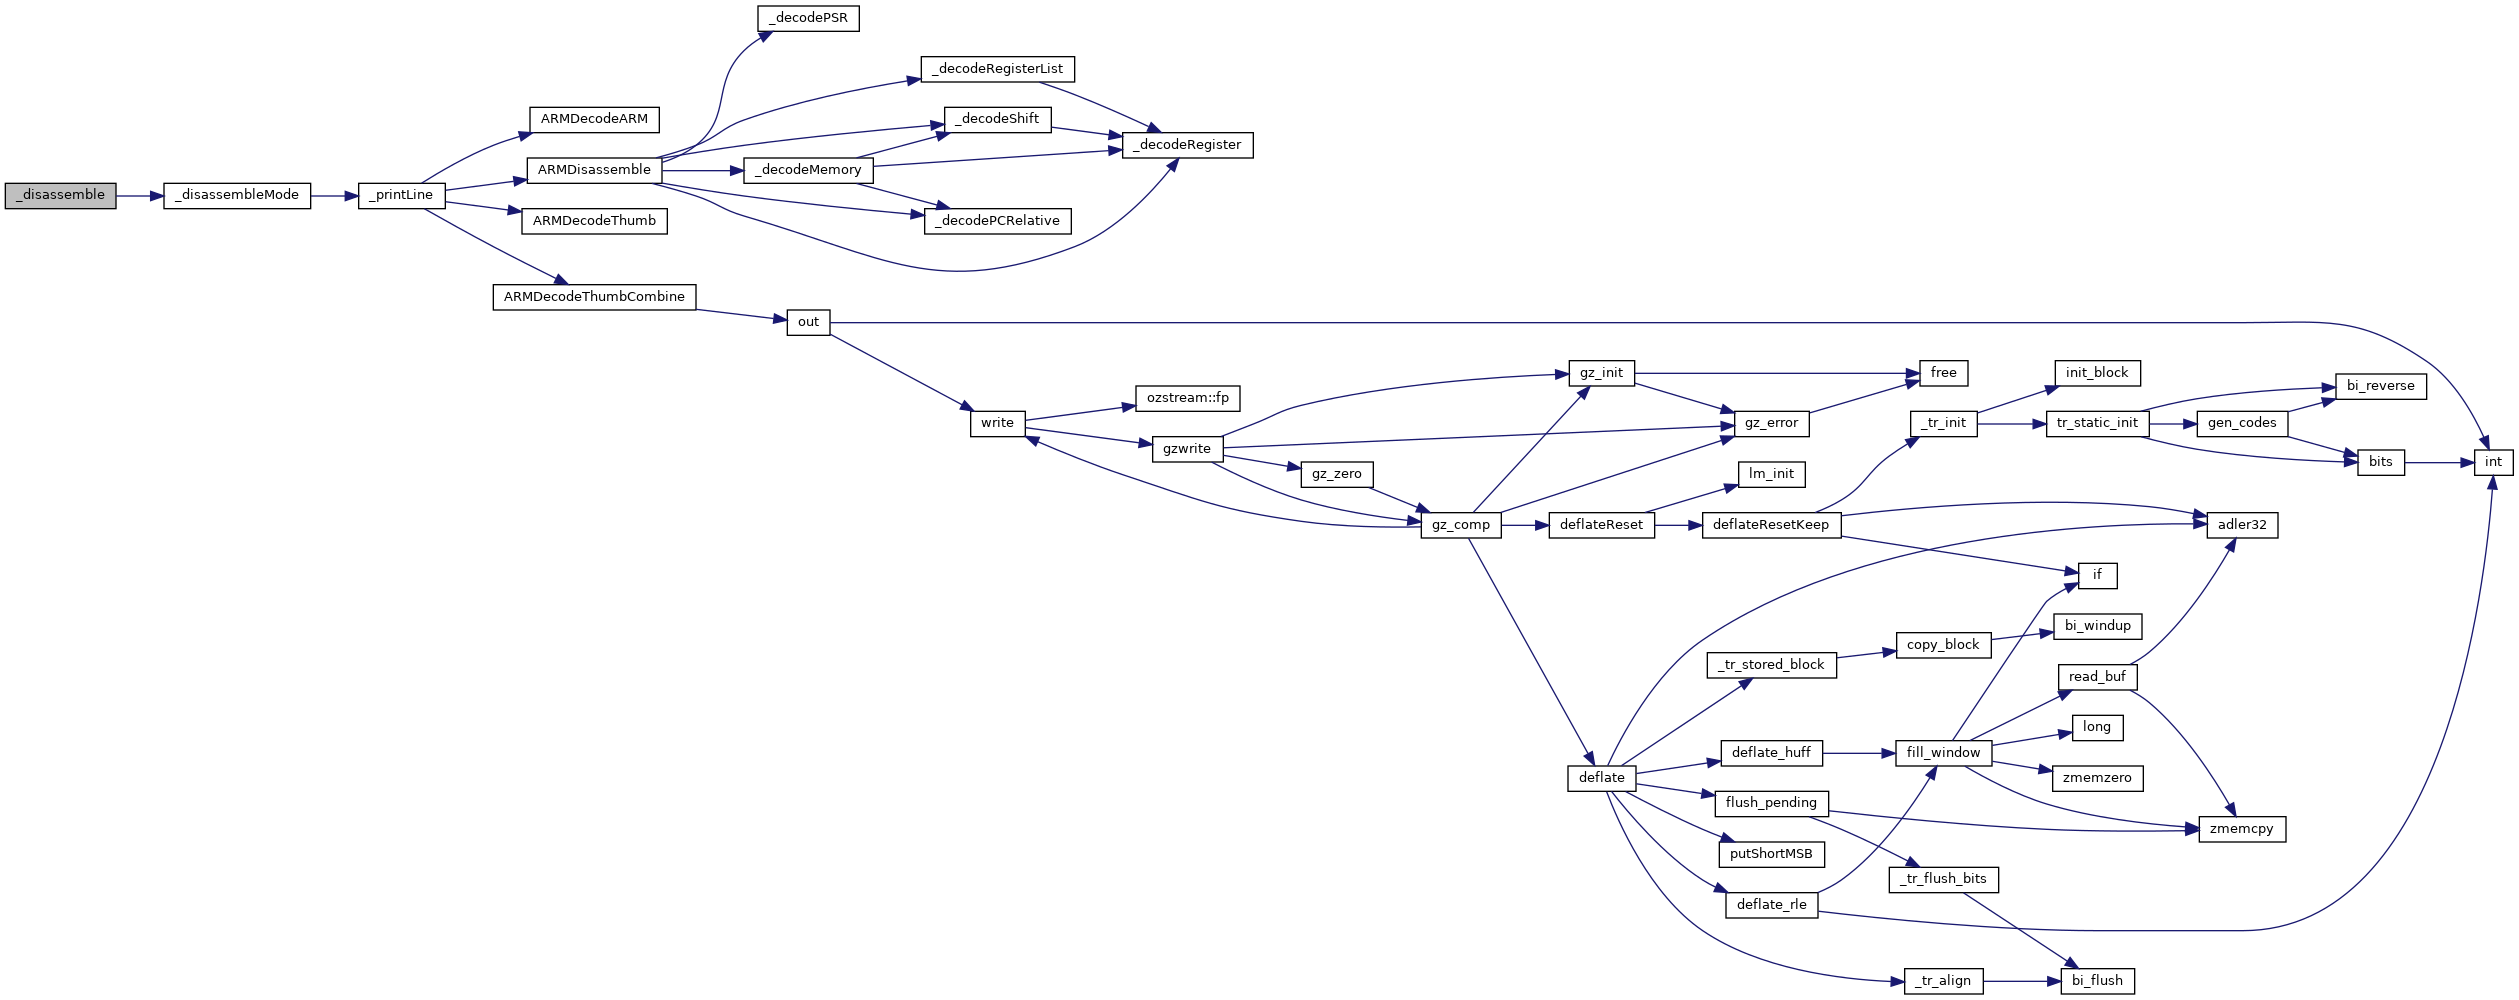 _decodePSR
_decodeRegisterList
ARMDecodeARM
_decodeShift
_decodeRegister
ARMDisassemble
_decodeMemory
_disassemble
_disassembleMode
_printLine
ARMDecodeThumb
_decodePCRelative
ARMDecodeThumbCombine
out
gz_init
free
init_block
bi_reverse
ozstream::fp
write
gz_error
_tr_init
tr_static_init
gen_codes
gzwrite
bits
int
gz_zero
lm_init
gz_comp
deflateReset
deflateResetKeep
adler32
if
bi_windup
copy_block
_tr_stored_block
read_buf
long
deflate_huff
fill_window
deflate
zmemzero
flush_pending
zmemcpy
putShortMSB
_tr_flush_bits
deflate_rle
_tr_align
bi_flush